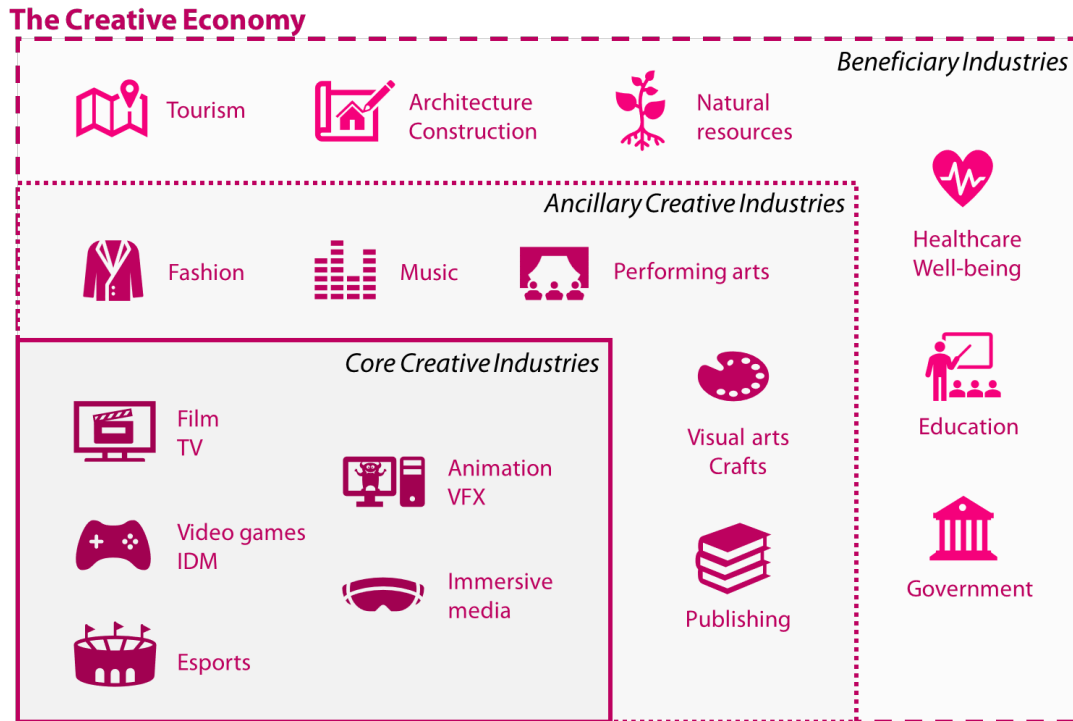 The Creative Economy
Beneficiary Industries
Tourism
Architecture
Construction
Natural
resources
Healthcare
Well-being
Education
Government
Ancillary Creative Industries
Fashion
Music
Performing arts
Visual arts
Crafts
Publishing
Core Creative Industries
Film
TV
Animation
VFX
Video games
IDM
Immersive
media
Esports